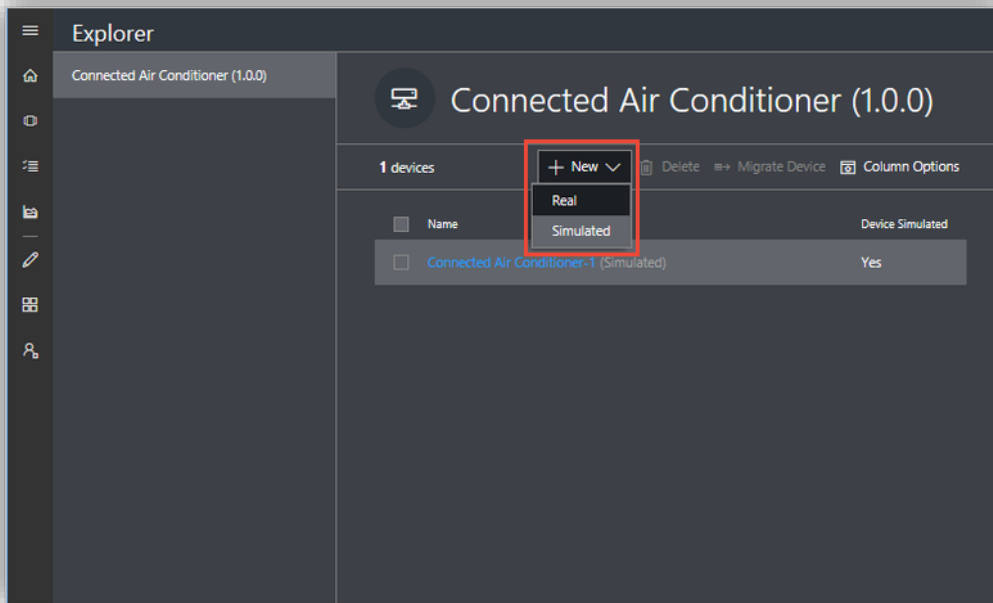 Explorer
Connected Air Conditioner (1.0.0)
Connected Air Conditioner (1.0.0)
1 devices
New
Delete
Migrate Device
Column Options
Real
Simulated
Name
Device Simulated
Connected Air Conditioner-1 (Simulated)
Yes